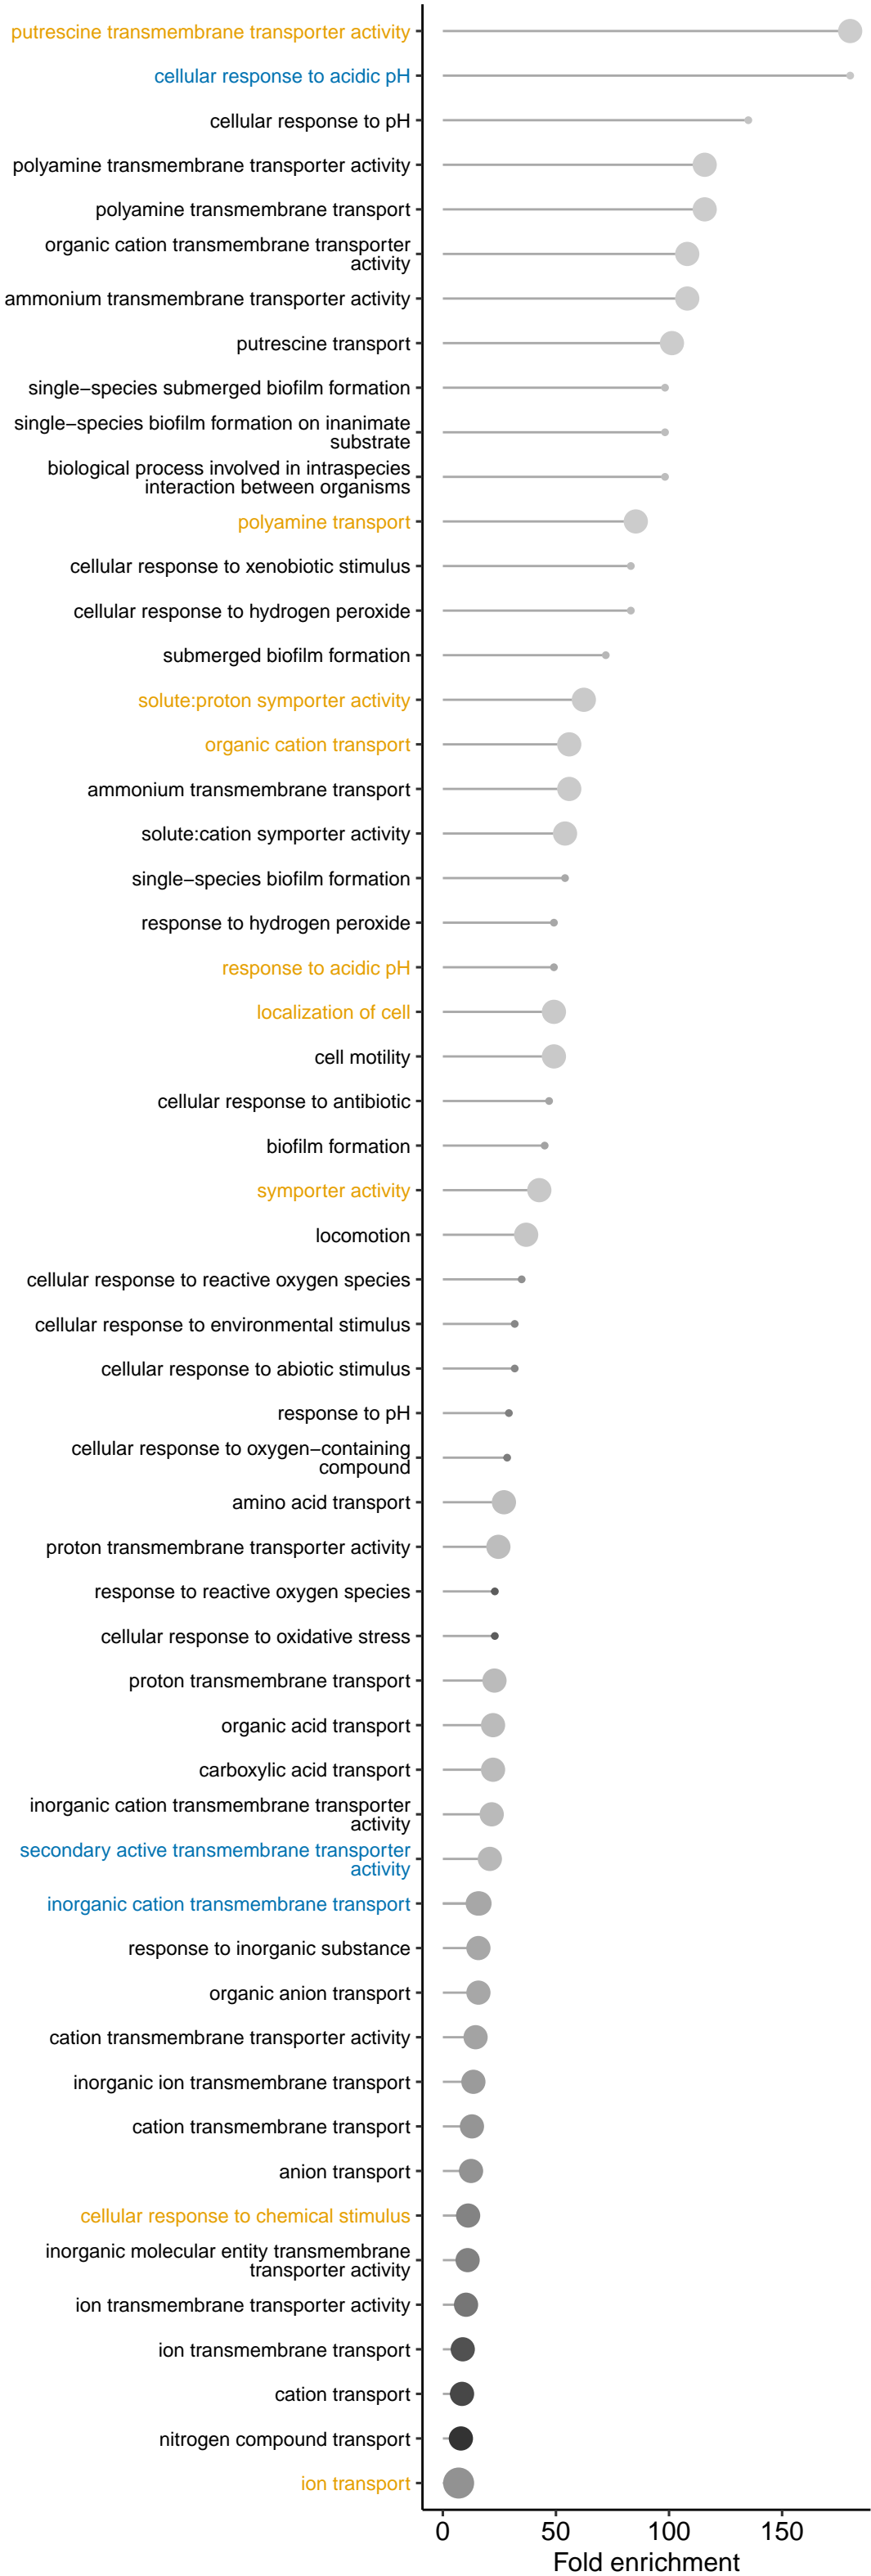 putrescine transmembrane transporter activity
cellular response to acidic pH
cellular response to pH
polyamine transmembrane transporter activity
polyamine transmembrane transport
organic cation transmembrane transporter
activity
ammonium transmembrane transporter activity
putrescine transport
single−species submerged biofilm formation
single−species biofilm formation on inanimate
substrate
biological process involved in intraspecies
interaction between organisms
polyamine transport
cellular response to xenobiotic stimulus
cellular response to hydrogen peroxide
submerged biofilm formation
solute:proton symporter activity
organic cation transport
ammonium transmembrane transport
solute:cation symporter activity
single−species biofilm formation
response to hydrogen peroxide
response to acidic pH
localization of cell
cell motility
cellular response to antibiotic
biofilm formation
symporter activity
locomotion
cellular response to reactive oxygen species
cellular response to environmental stimulus
cellular response to abiotic stimulus
response to pH
cellular response to oxygen−containing
compound
amino acid transport
proton transmembrane transporter activity
response to reactive oxygen species
cellular response to oxidative stress
proton transmembrane transport
organic acid transport
carboxylic acid transport
inorganic cation transmembrane transporter
activity
secondary active transmembrane transporter
activity
inorganic cation transmembrane transport
response to inorganic substance
organic anion transport
cation transmembrane transporter activity
inorganic ion transmembrane transport
cation transmembrane transport
anion transport
cellular response to chemical stimulus
inorganic molecular entity transmembrane
transporter activity
ion transmembrane transporter activity
ion transmembrane transport
cation transport
nitrogen compound transport
ion transport
0 50 100 150
Fold enrichment